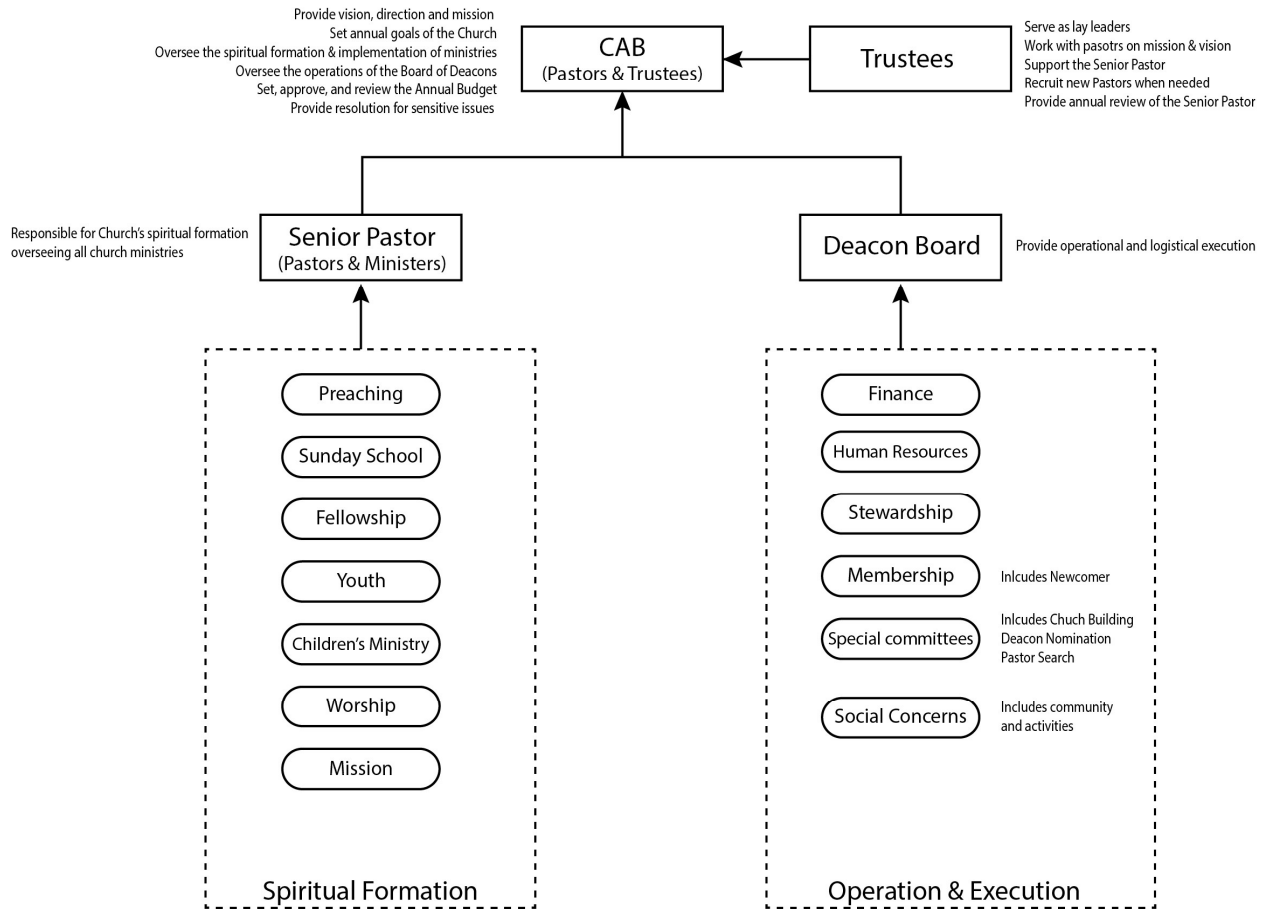 Provide vision, direction and mission
Set annual goals of the Church
Oversee the spiritual formation & implementation of ministries
Oversee the operations of the Board of Deacons
Set, approve, and review the Annual Budget
Provide resolution for sensitive issues
CAB
(Pastors & Trustees)
Trustees
Serve as lay leaders
Work with pasotrs on mission & vision
Support the Senior Pastor
Recruit new Pastors when needed
Provide annual review of the Senior Pastor
Responsible for Church's spiritual formation
overseeing all church ministries
Senior Pastor
(Pastors & Ministers)
Deacon Board
Provide operational and logistical execution
Preaching
Sunday School
Fellowship
Youth
Children's Ministry
Worship
Mission
Spiritual Formation
Finance
Human Resources
Stewardship
Membership
Inlcudes Newcomer
Special committees
Inlcudes Chuch Building
Deacon Nomination
Pastor Search
Social Concerns
Includes community
and activities
Operation & Execution